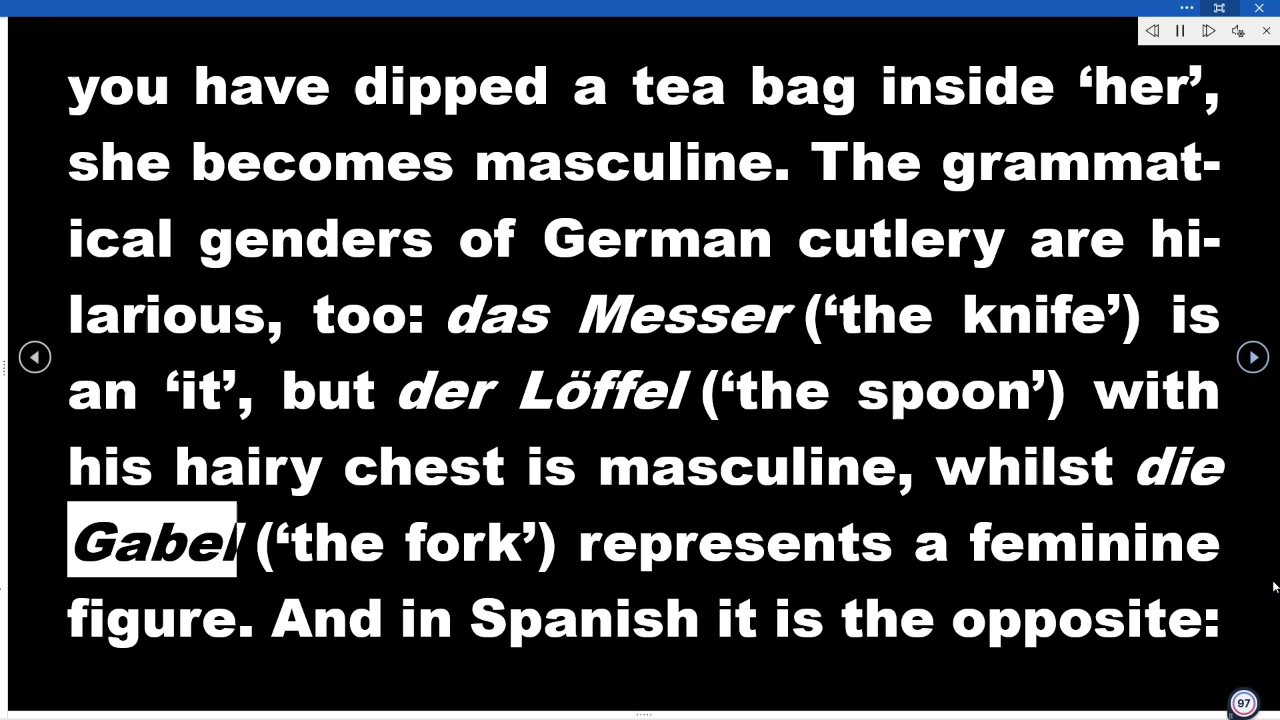 you have dipped a tea bag inside ‘her’,
she becomes masculine. The grammat-
ical genders of German cutlery are hi-
larious, too: das Messer (‘the knife’) is
an ‘it’, but der Löffel (‘the spoon’) with
his hairy chest is masculine, whilst die
Gabel (‘the fork’) represents a feminine
figure. And in Spanish it is the opposite:
97